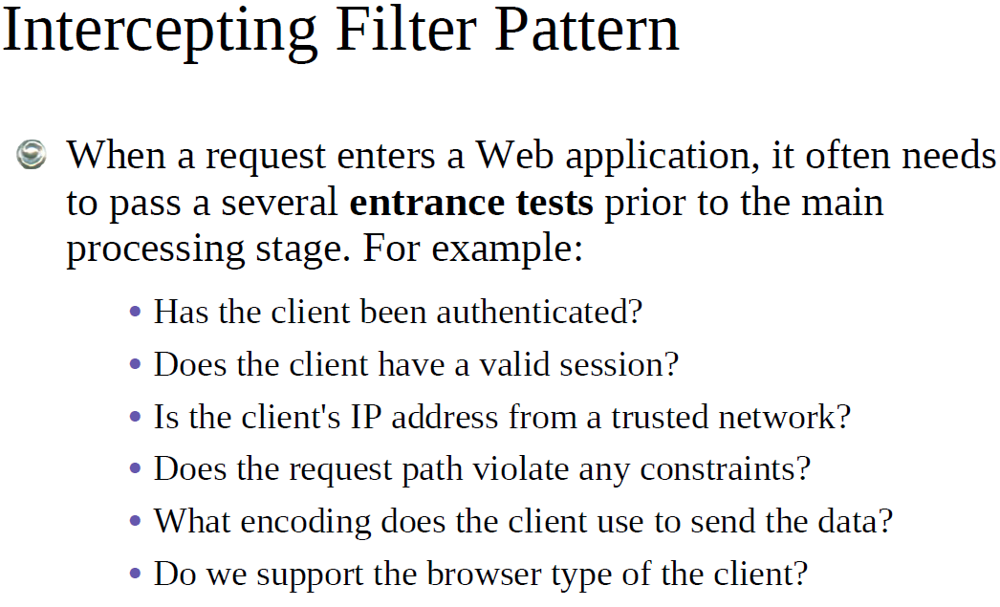 Intercepting Filter Pattern
When a request enters a Web application, it often needs
to pass a several entrance tests prior to the main
processing stage. For example:
• Has the client been authenticated?
• Does the client have a valid session?
• Is the client's IP address from a trusted network?
• Does the request path violate any constraints?
• What encoding does the client use to send the data?
• Do we support the browser type of the client?